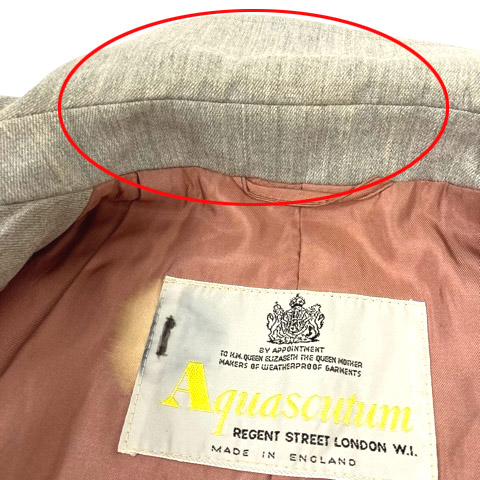 BY APPOINTMENT
TO H.M. QUEEN ELIZABETH THE QUEEN MOTHER
MAKERS OF WEATHERPROOF GARMENTS
Aquascutum
REGENT STREET LONDON W.I.
MADE IN ENGLAND